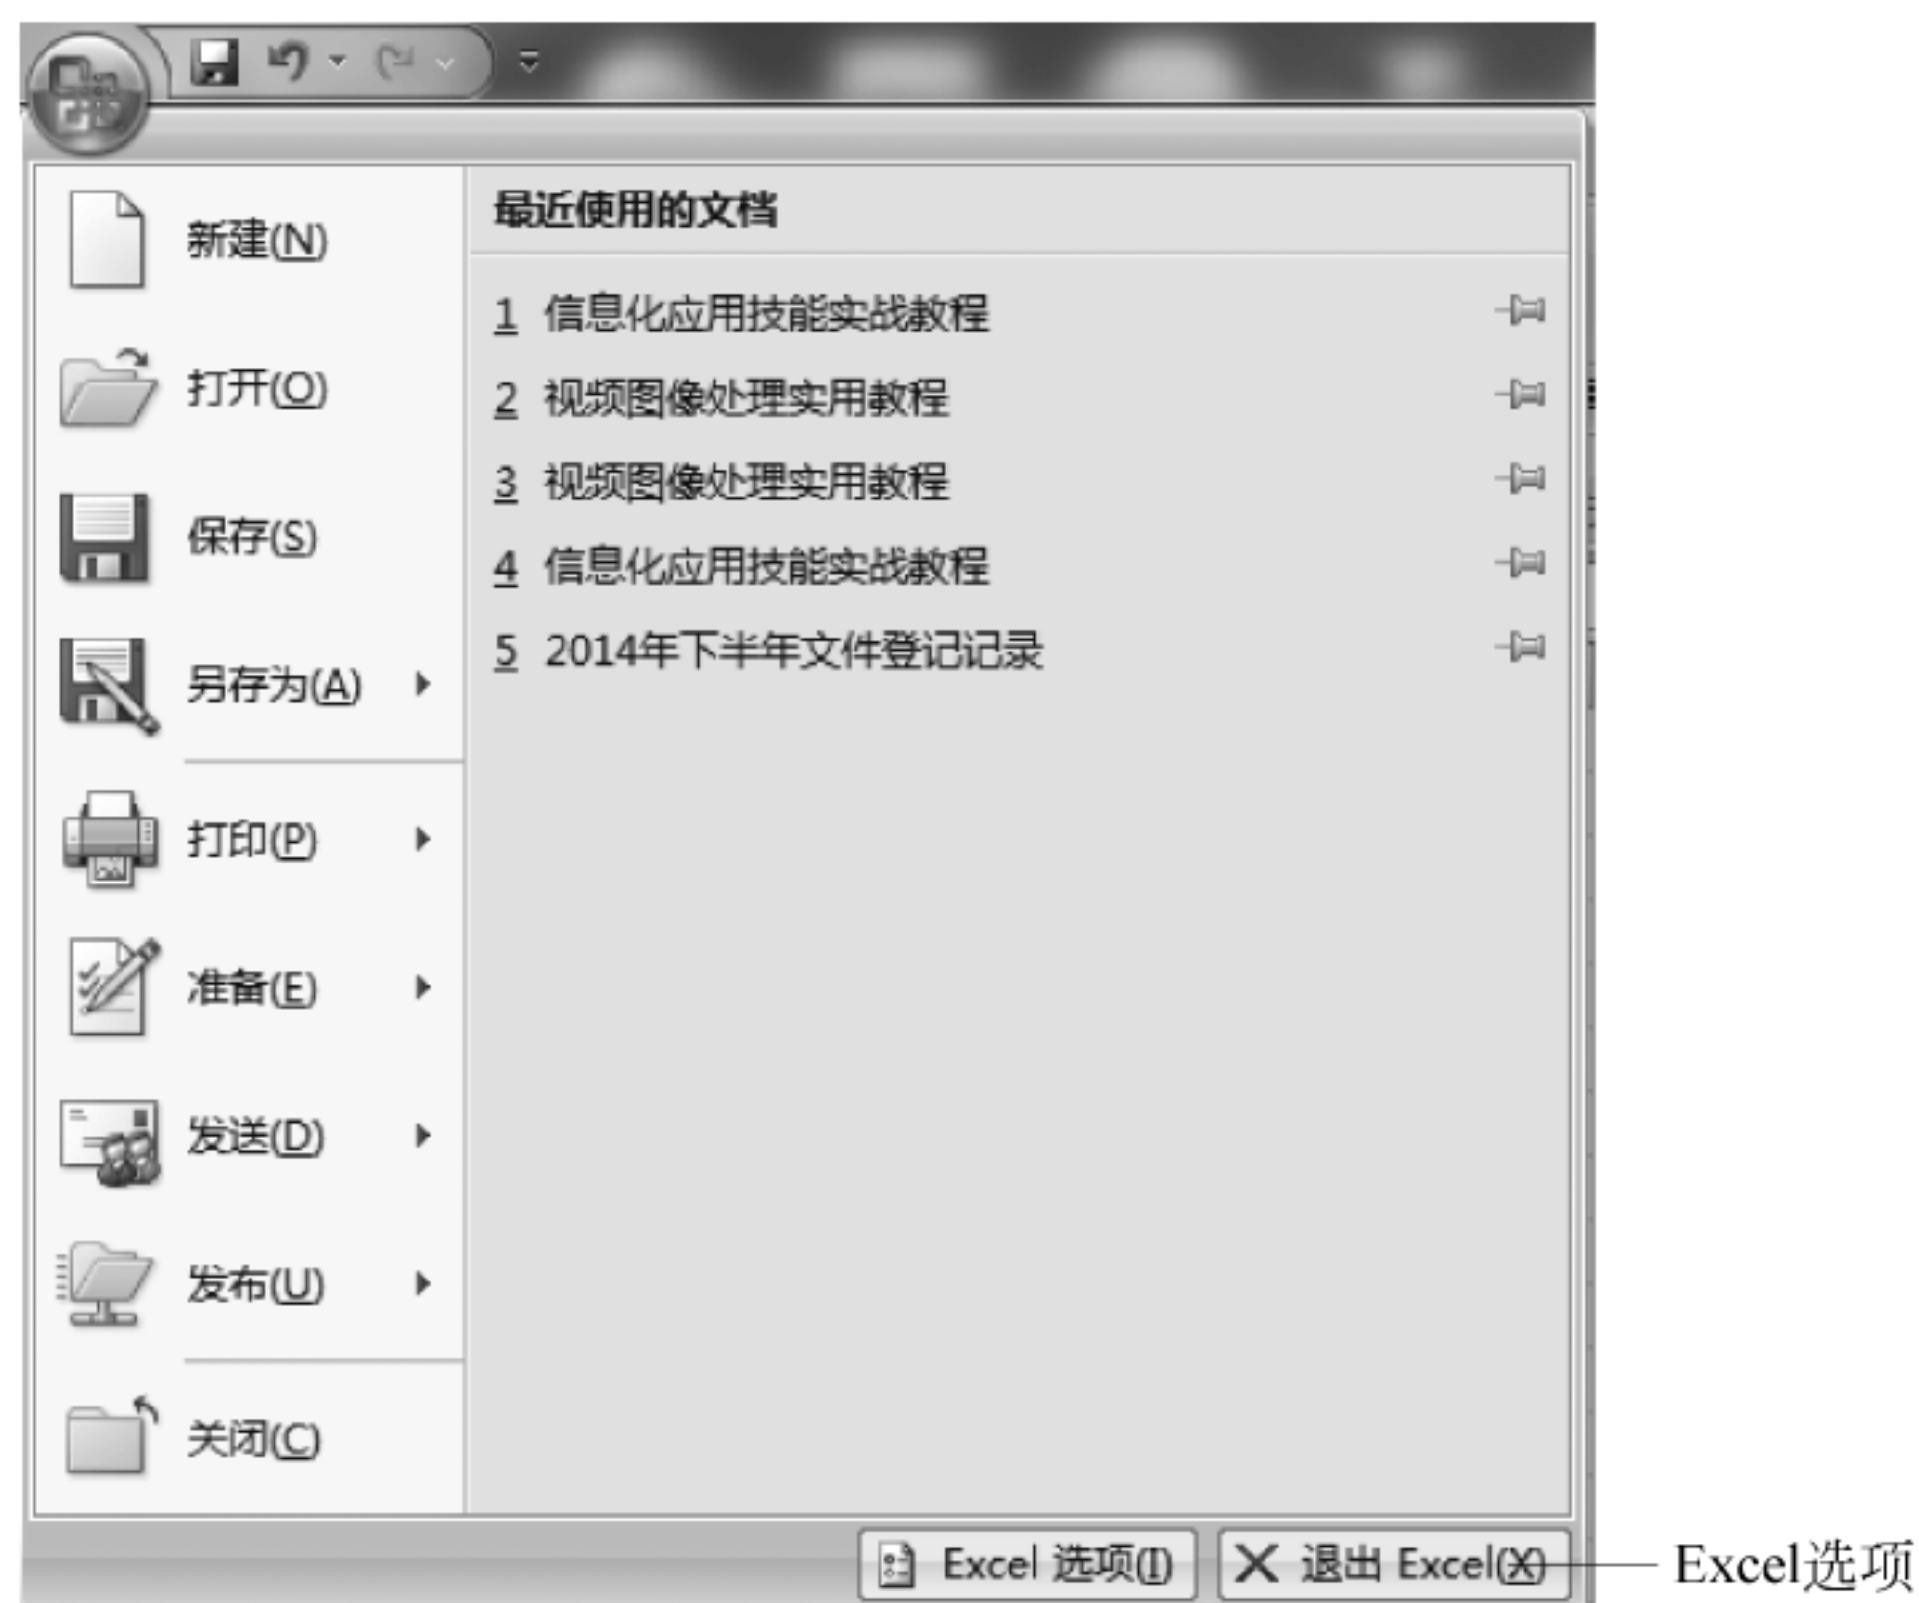 新建(N)
打开(O)
保存(S)
另存为(A)
打印(P)
准备(E)
发送(D)
发布(U)
关闭(C)
最近使用的文档
1 信息化应用技能实战教程
2 视频图像处理实用教程
3 视频图像处理实用教程
4 信息化应用技能实战教程
5 2014年下半年文件登记记录
Excel 选项(I)
退出 Excel(X)
Excel选项